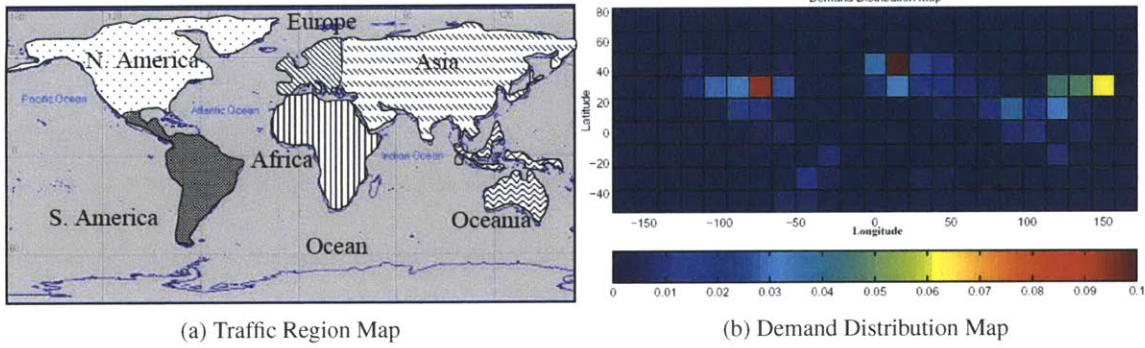 Demand Distribution Map
Europe
N. America
Asia
Pacific Ocean
Atlantic Ocean
Africa
Indian Ocean
S. America
Oceania
Ocean
80
60
40
20
0
−20
−40
Latitude
−150
−100
−50
0
50
100
150
Longitude
0
0.01
0.02
0.03
0.04
0.05
0.06
0.07
0.08
0.09
0.1
(a) Traffic Region Map
(b) Demand Distribution Map